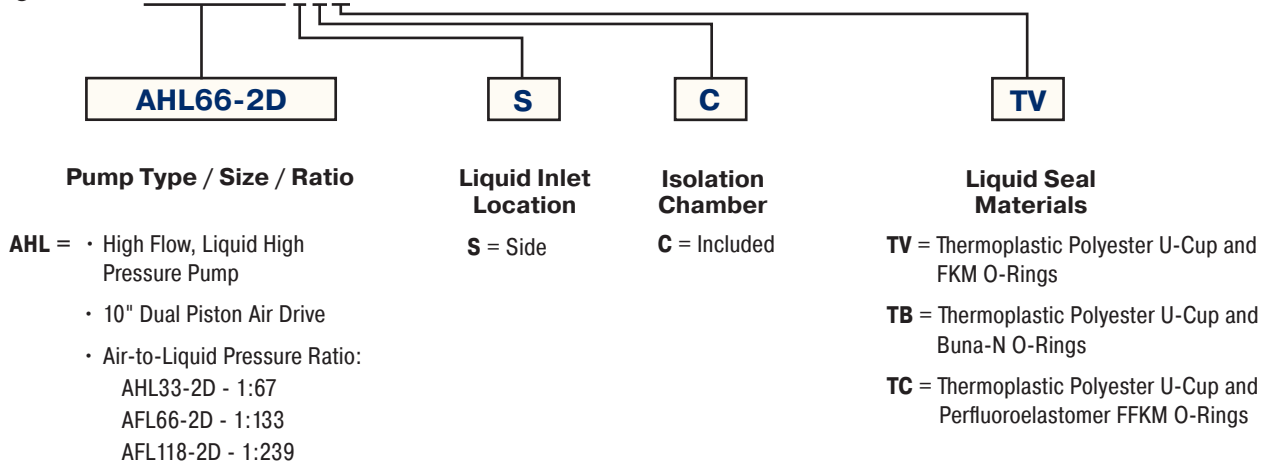 AHL66-2D S C TV
Pump Type / Size / Ratio
AHL = · High Flow, Liquid High
Pressure Pump
· 10" Dual Piston Air Drive
· Air-to-Liquid Pressure Ratio:
AHL33-2D - 1:67
AFL66-2D - 1:133
AFL118-2D - 1:239
Liquid Inlet
Location
S = Side
Isolation
Chamber
C = Included
Liquid Seal
Materials
TV = Thermoplastic Polyester U-Cup and
FKM O-Rings
TB = Thermoplastic Polyester U-Cup and
Buna-N O-Rings
TC = Thermoplastic Polyester U-Cup and
Perfluoroelastomer FFKM O-Rings